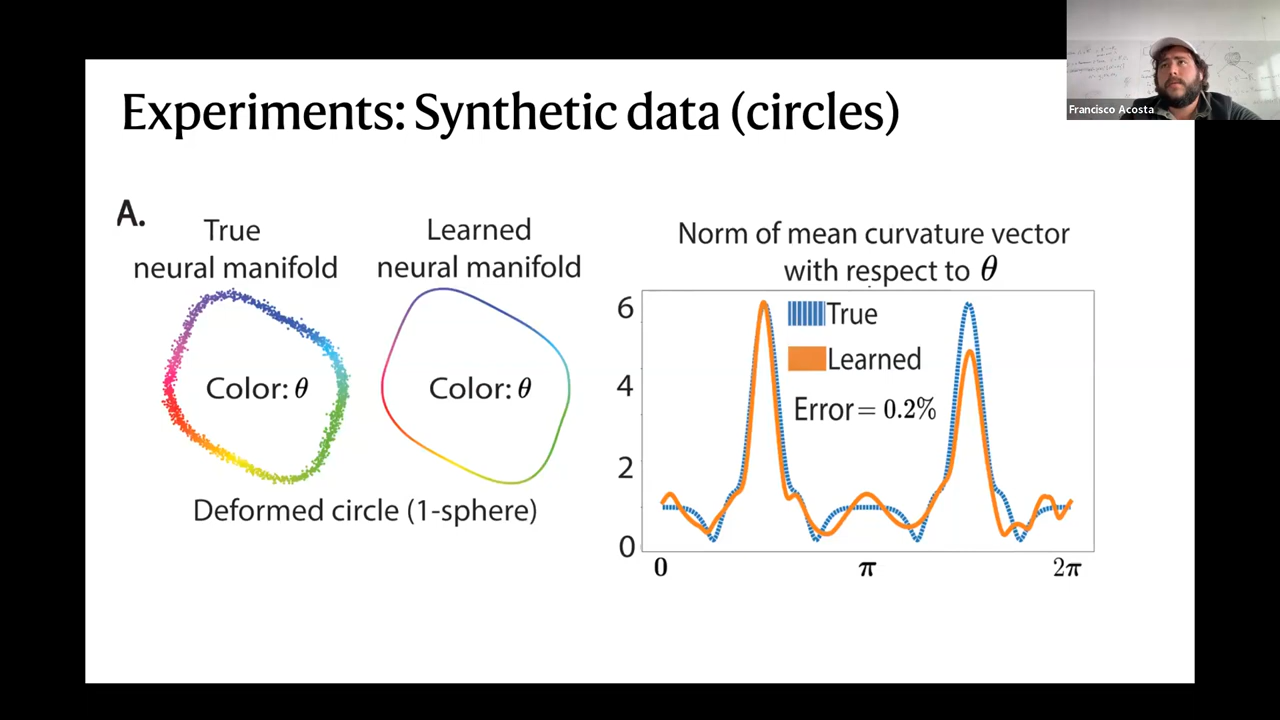 Francisco Acosta
Experiments: Synthetic data (circles)
A.
True
neural manifold
Learned
neural manifold
Color: θ
Color: θ
Deformed circle (1-sphere)
Norm of mean curvature vector
with respect to θ
True
Learned
Error = 0.2%
6
4
2
0
0
π
2π